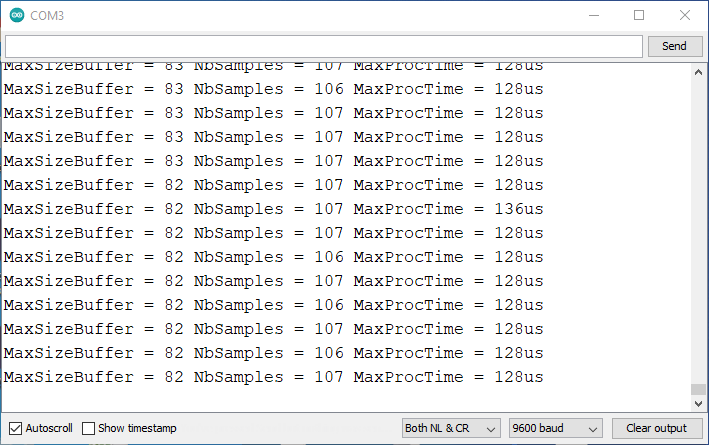 COM3
Send
MaxSizeBuffer = 83 NbSamples = 107 MaxProcTime = 128us
MaxSizeBuffer = 83 NbSamples = 106 MaxProcTime = 128us
MaxSizeBuffer = 83 NbSamples = 107 MaxProcTime = 128us
MaxSizeBuffer = 83 NbSamples = 107 MaxProcTime = 128us
MaxSizeBuffer = 83 NbSamples = 107 MaxProcTime = 128us
MaxSizeBuffer = 82 NbSamples = 107 MaxProcTime = 128us
MaxSizeBuffer = 82 NbSamples = 107 MaxProcTime = 136us
MaxSizeBuffer = 82 NbSamples = 107 MaxProcTime = 128us
MaxSizeBuffer = 82 NbSamples = 106 MaxProcTime = 128us
MaxSizeBuffer = 82 NbSamples = 107 MaxProcTime = 128us
MaxSizeBuffer = 82 NbSamples = 106 MaxProcTime = 128us
MaxSizeBuffer = 82 NbSamples = 107 MaxProcTime = 128us
MaxSizeBuffer = 82 NbSamples = 106 MaxProcTime = 128us
MaxSizeBuffer = 82 NbSamples = 107 MaxProcTime = 128us
Autoscroll Show timestamp Both NL & CR 9600 baud Clear output